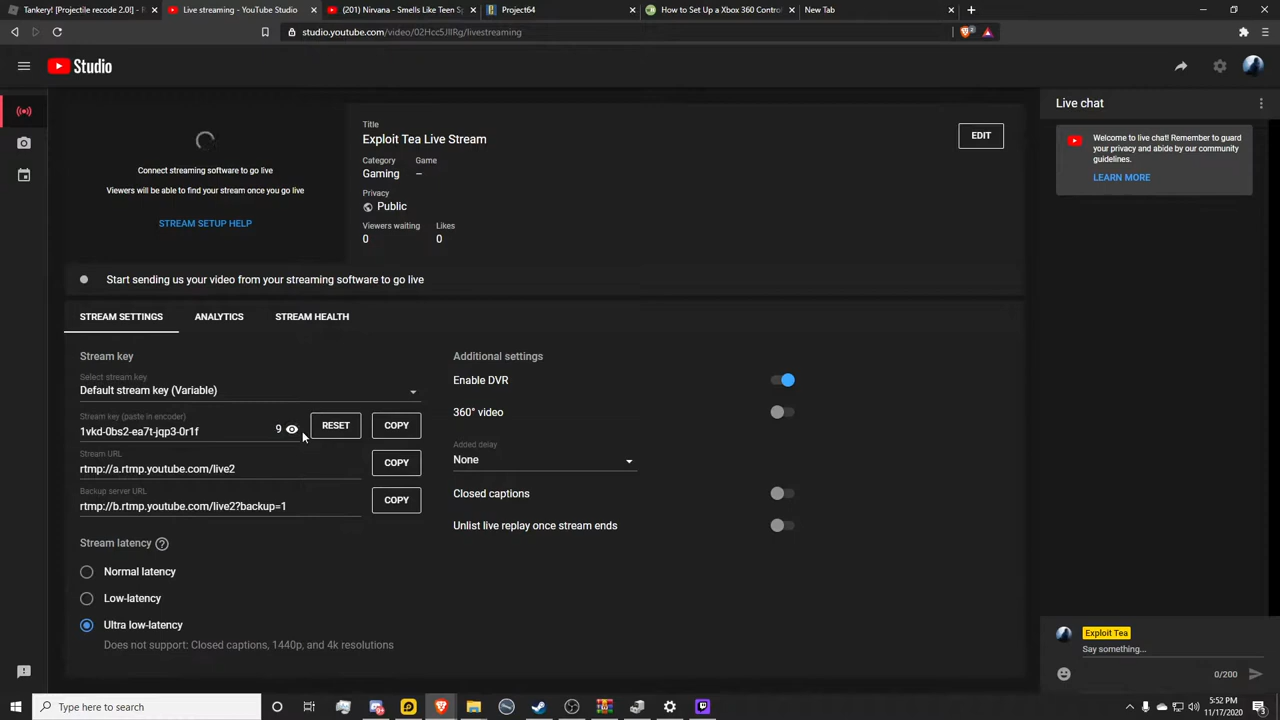 Tankery! [Projectile recode 2.0!] - R
Live streaming - YouTube Studio
(201) Nirvana - Smells Like Teen Sp
Project64
How to Set Up a Xbox 360 Control
New Tab
studio.youtube.com/video/02Hcc5JIlRg/livestreaming
2
Studio
Connect streaming software to go live
Viewers will be able to find your stream once you go live
STREAM SETUP HELP
Title
Exploit Tea Live Stream
EDIT
Category Game
Gaming –
Privacy
Public
Viewers waiting Likes
0 0
Start sending us your video from your streaming software to go live
STREAM SETTINGS ANALYTICS STREAM HEALTH
Stream key
Select stream key
Default stream key (Variable)
Stream key (paste in encoder)
1vkd-0bs2-ea7t-jqp3-0r1f 9 RESET COPY
Stream URL
rtmp://a.rtmp.youtube.com/live2 COPY
Backup server URL
rtmp://b.rtmp.youtube.com/live2?backup=1 COPY
Stream latency ?
Normal latency
Low-latency
Ultra low-latency
Does not support: Closed captions, 1440p, and 4k resolutions
Additional settings
Enable DVR
360° video
Added delay
None
Closed captions
Unlist live replay once stream ends
Live chat
Welcome to live chat! Remember to guard
your privacy and abide by our community
guidelines.
LEARN MORE
Exploit Tea
Say something...
0/200
Type here to search
5:52 PM
11/17/2020